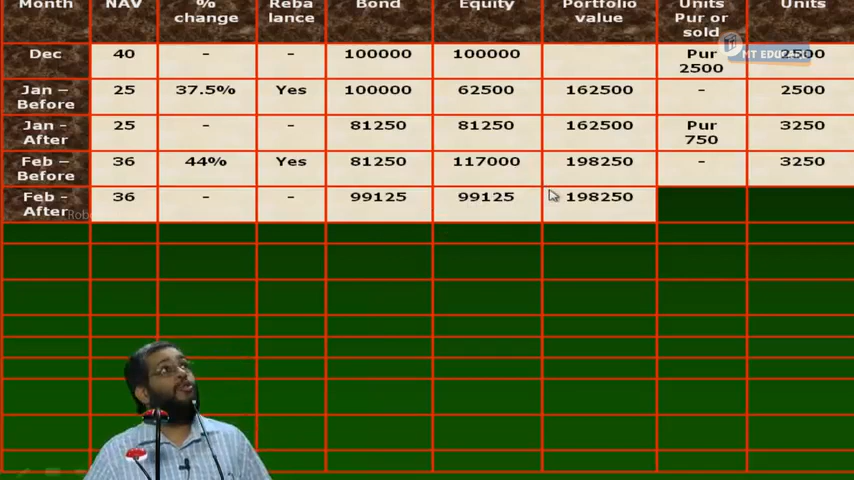 Month NAV % change Reba lance Bond Equity Portfolio value Units Pur or sold Units
Dec 40 - - 100000 100000 Pur 2500 2500
Jan – Before 25 37.5% Yes 100000 62500 162500 - 2500
Jan - After 25 - - 81250 81250 162500 Pur 750 3250
Feb – Before 36 44% Yes 81250 117000 198250 - 3250
Feb - After 36 - - 99125 99125 198250